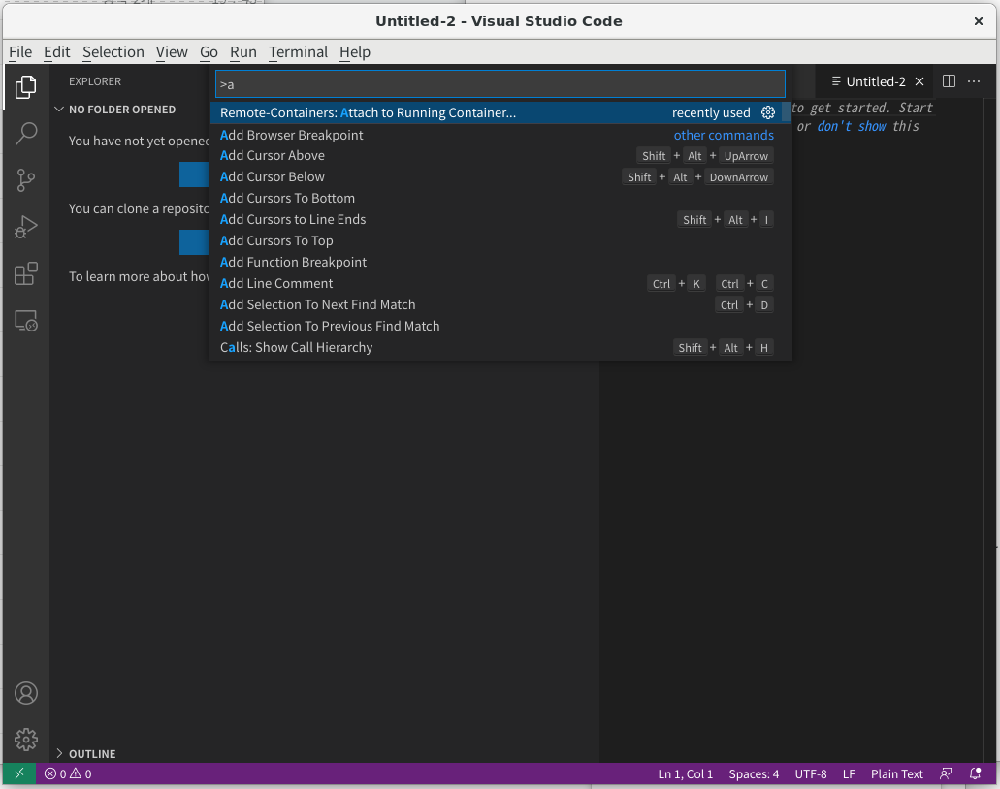 Untitled-2 - Visual Studio Code
File Edit Selection View Go Run Terminal Help
EXPLORER
NO FOLDER OPENED
You have not yet opened
You can clone a reposito
To learn more about how
>a
Remote-Containers: Attach to Running Container... recently used
Add Browser Breakpoint other commands
Add Cursor Above Shift + Alt + UpArrow
Add Cursor Below Shift + Alt + DownArrow
Add Cursors To Bottom
Add Cursors to Line Ends Shift + Alt + I
Add Cursors To Top
Add Function Breakpoint
Add Line Comment Ctrl + K Ctrl + C
Add Selection To Next Find Match Ctrl + D
Add Selection To Previous Find Match
Calls: Show Call Hierarchy Shift + Alt + H
Untitled-2
to get started. Start
or don't show this
OUTLINE
0 0 Ln 1, Col 1 Spaces: 4 UTF-8 LF Plain Text